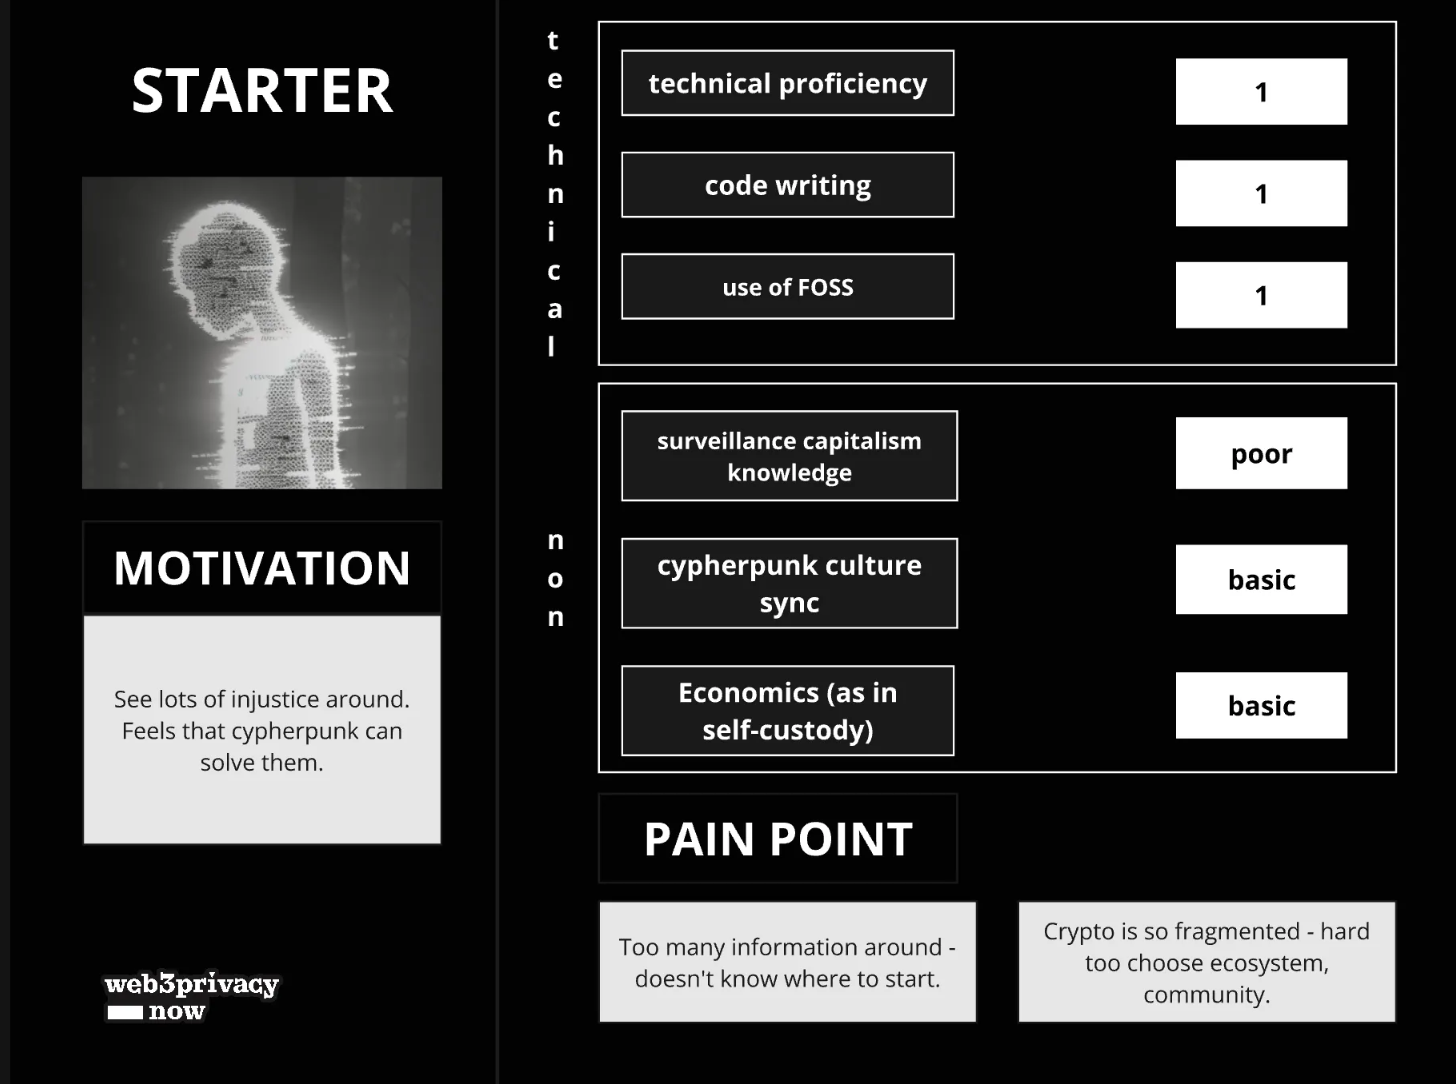 STARTER
MOTIVATION
See lots of injustice around.
Feels that cypherpunk can
solve them.
web3privacy
now
technical
technical proficiency
1
code writing
1
use of FOSS
1
non
surveillance capitalism
knowledge
poor
cypherpunk culture
sync
basic
Economics (as in
self-custody)
basic
PAIN POINT
Too many information around -
doesn't know where to start.
Crypto is so fragmented - hard
too choose ecosystem,
community.